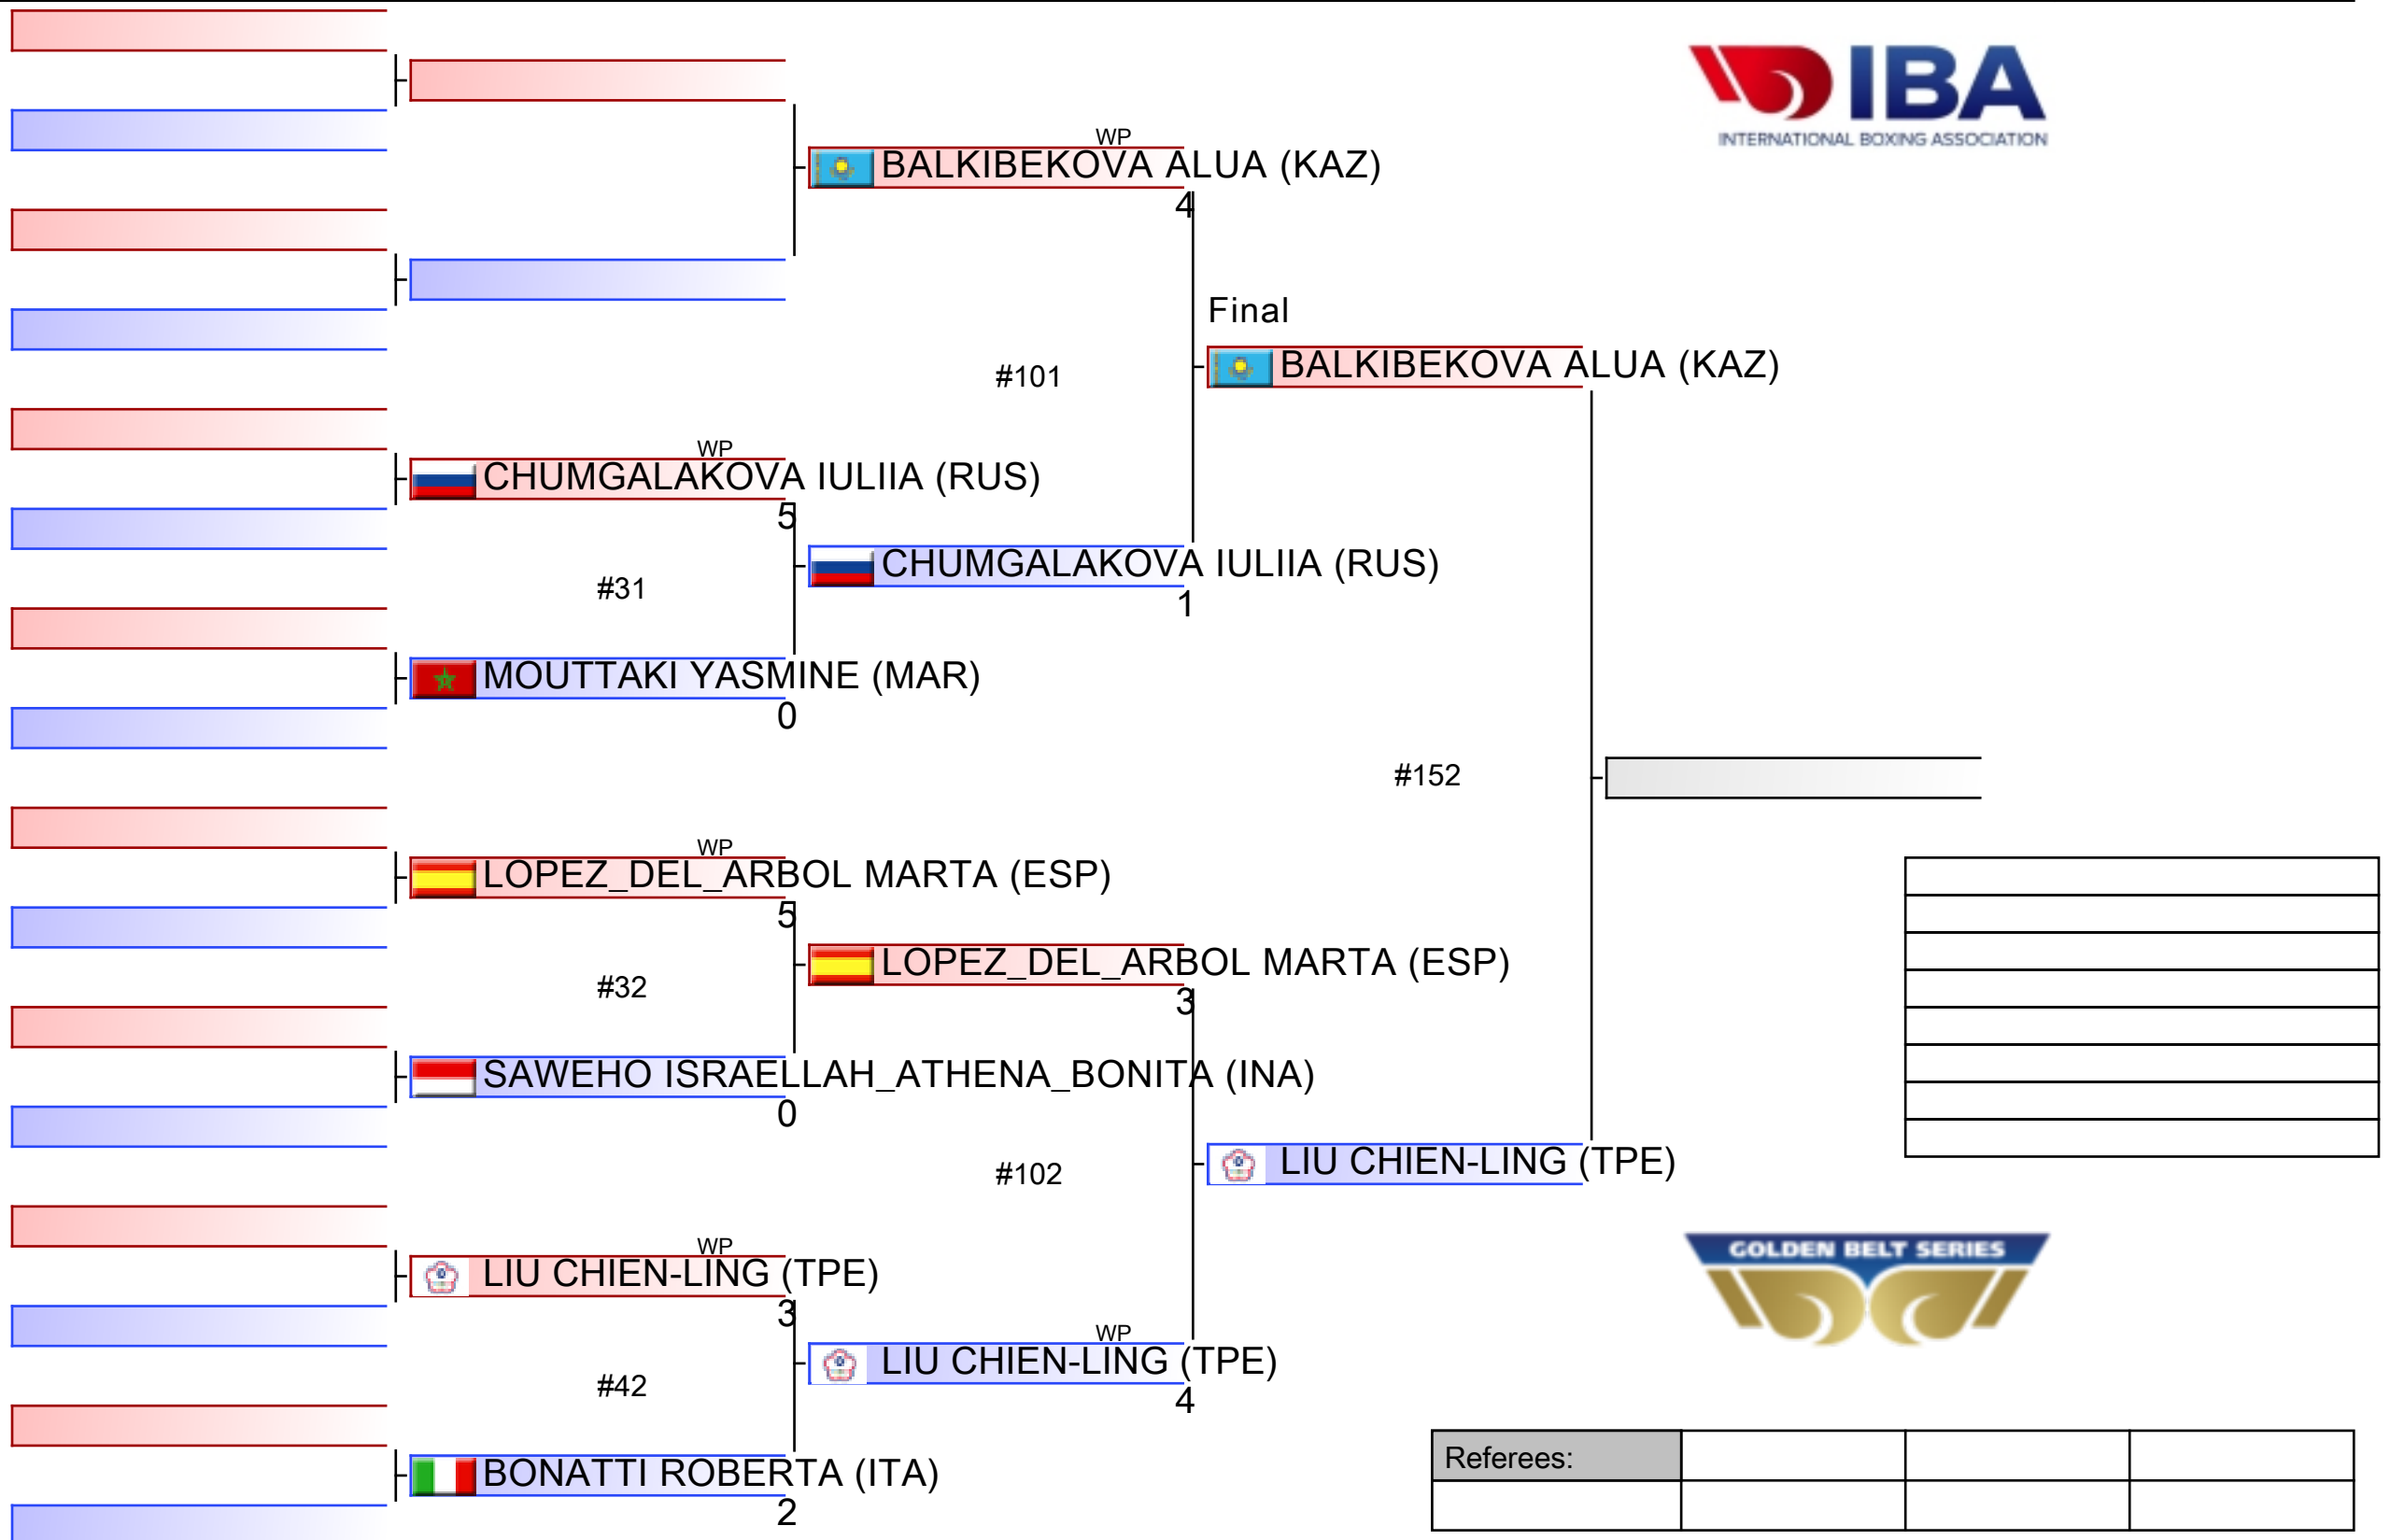 IBA
INTERNATIONAL BOXING ASSOCIATION
WP
BALKIBEKOVA ALUA (KAZ)
4
Final
#101
BALKIBEKOVA ALUA (KAZ)
WP
CHUMGALAKOVA IULIIA (RUS)
5
CHUMGALAKOVA IULIIA (RUS)
#31
1
MOUTTAKI YASMINE (MAR)
0
#152
WP
LOPEZ_DEL_ARBOL MARTA (ESP)
5
LOPEZ_DEL_ARBOL MARTA (ESP)
#32
3
SAWEHO ISRAELLAH_ATHENA_BONITA (INA)
0
#102
LIU CHIEN-LING (TPE)
WP
LIU CHIEN-LING (TPE)
3
GOLDEN BELT SERIES
WP
LIU CHIEN-LING (TPE)
#42
4
BONATTI ROBERTA (ITA)
2
Referees: